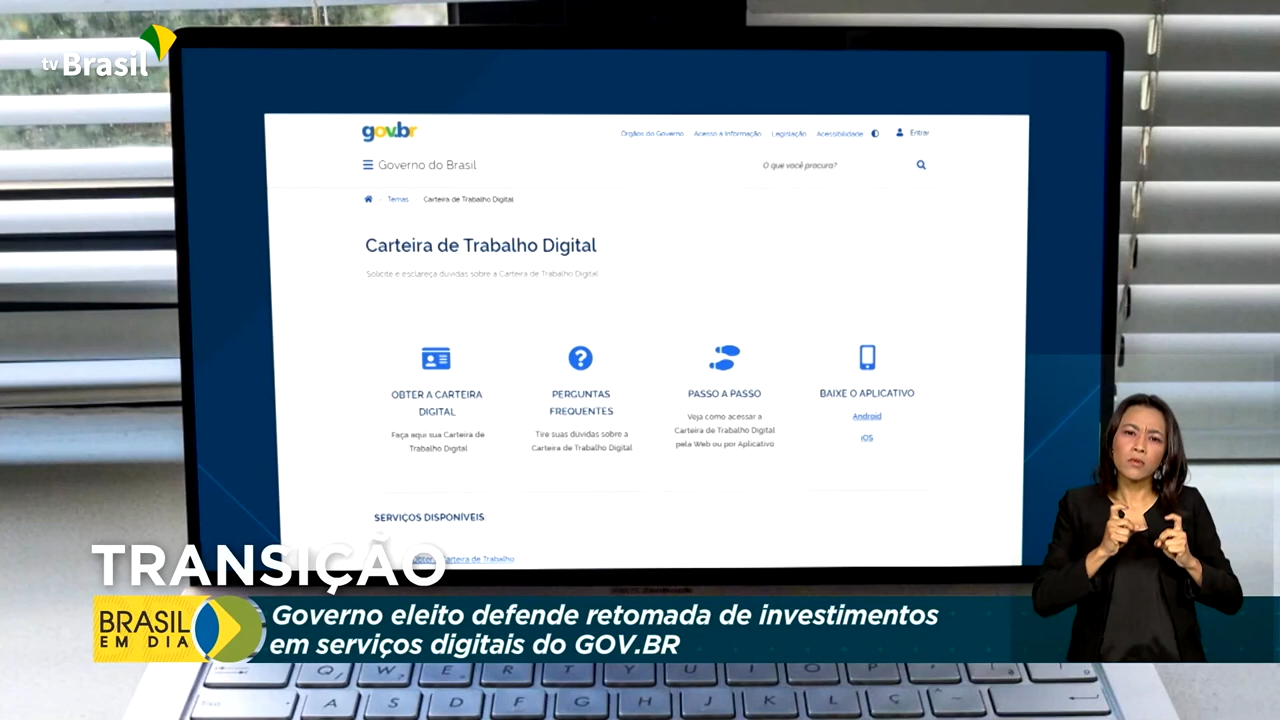 tv Brasil
gov.br
Órgãos do Governo Acesso à Informação Legislação Acessibilidade Entrar
Governo do Brasil
O que você procura?
Temas Carteira de Trabalho Digital
Carteira de Trabalho Digital
Solicite e esclareça dúvidas sobre a Carteira de Trabalho Digital
OBTER A CARTEIRA
DIGITAL
Faça aqui sua Carteira de
Trabalho Digital
PERGUNTAS
FREQUENTES
Tire suas dúvidas sobre a
Carteira de Trabalho Digital
PASSO A PASSO
Veja como acessar a
Carteira de Trabalho Digital
pela Web ou por Aplicativo
BAIXE O APLICATIVO
Android
iOS
SERVIÇOS DISPONÍVEIS
Carteira de Trabalho
TRANSIÇÃO
BRASIL
EM DIA
Governo eleito defende retomada de investimentos
em serviços digitais do GOV.BR
Q W E R T Y U I O P
A S D F G H J K L Ç